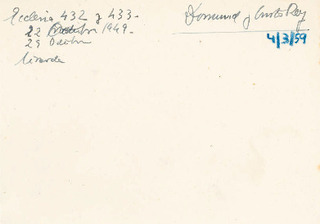 Ecclesia 432 y 433-
22 Octubre 1949-
29 Octubre
Domund y Cristo Rey
4/3/59